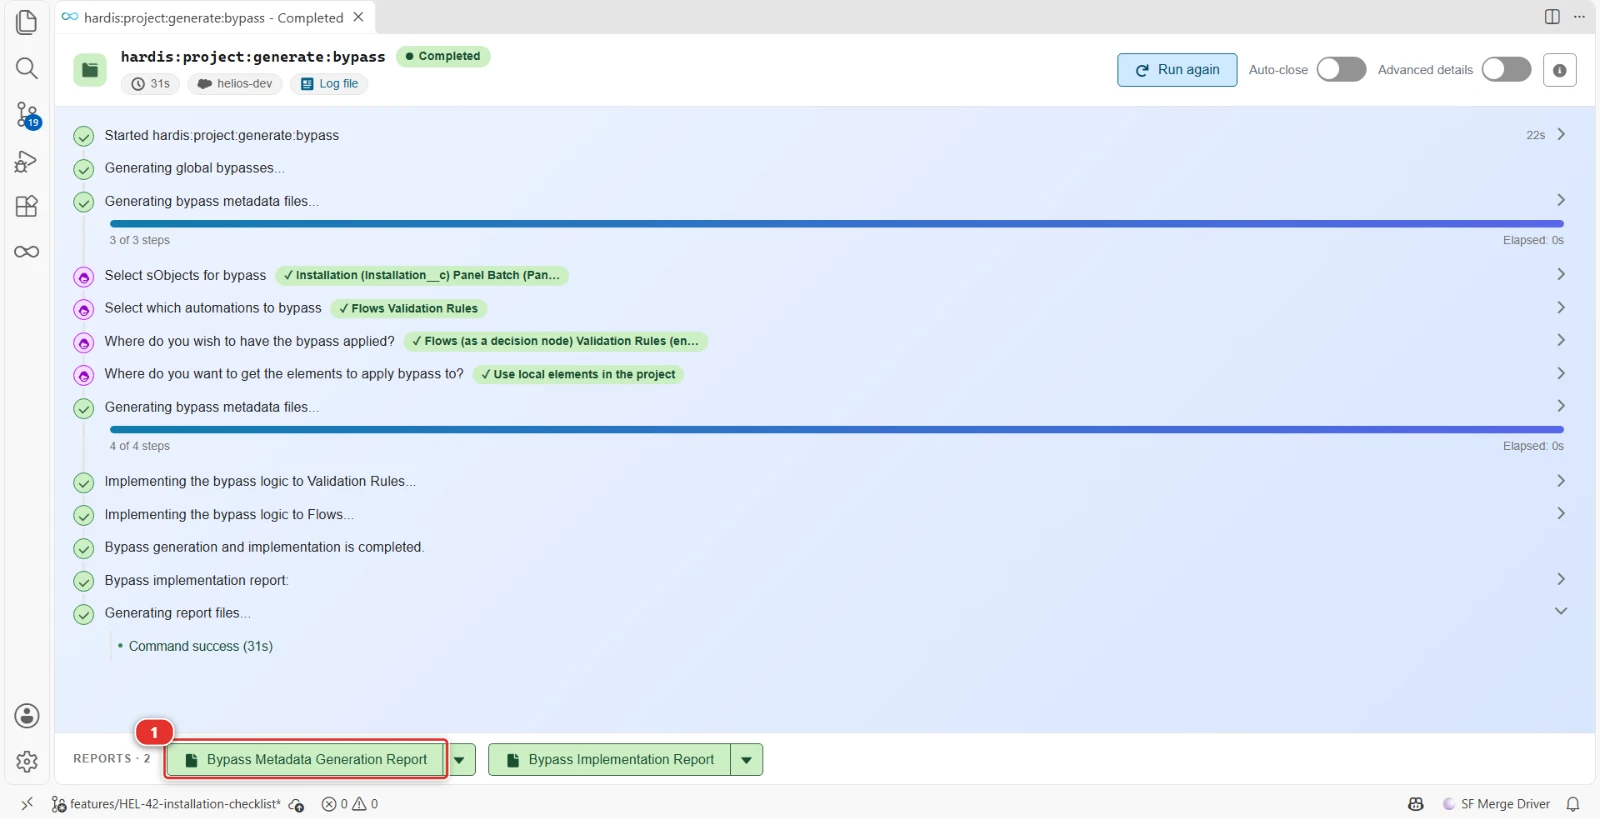 hardis:project:generate:bypass - Completed
hardis:project:generate:bypass
Completed
31s
helios-dev
Log file
Run again
Auto-close
Advanced details
19
Started hardis:project:generate:bypass
22s
Generating global bypasses...
Generating bypass metadata files...
3 of 3 steps
Elapsed: 0s
Select sObjects for bypass ✓ Installation (Installation__c) Panel Batch (Pan...
Select which automations to bypass ✓ Flows Validation Rules
Where do you wish to have the bypass applied? ✓ Flows (as a decision node) Validation Rules (en...
Where do you want to get the elements to apply bypass to? ✓ Use local elements in the project
Generating bypass metadata files...
4 of 4 steps
Elapsed: 0s
Implementing the bypass logic to Validation Rules...
Implementing the bypass logic to Flows...
Bypass generation and implementation is completed.
Bypass implementation report:
Generating report files...
• Command success (31s)
1
REPORTS · 2
Bypass Metadata Generation Report
Bypass Implementation Report
features/HEL-42-installation-checklist*
0
0
SF Merge Driver